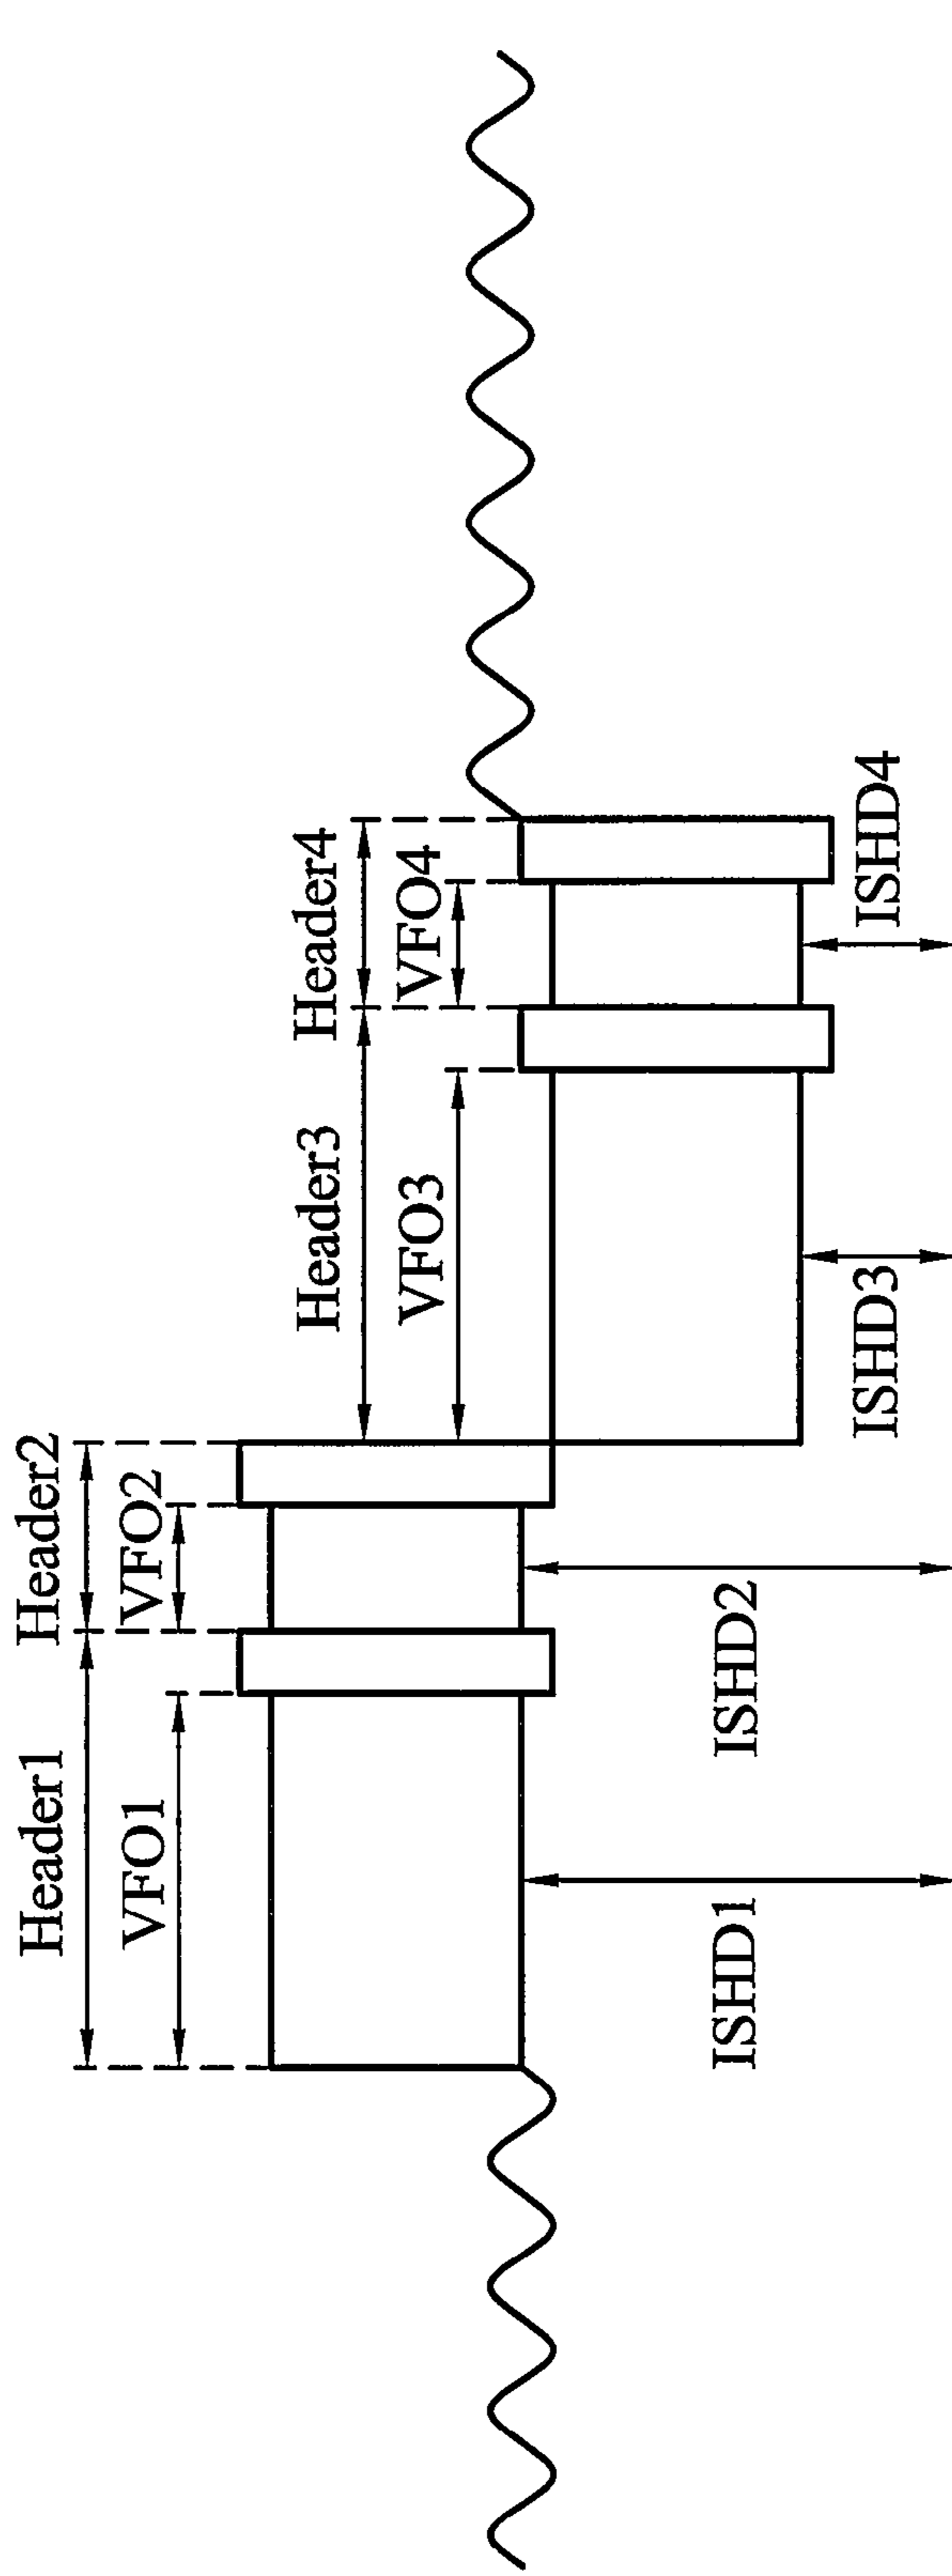 Header1
Header2
VFO1
VFO2
Header3
Header4
VFO3
VFO4
ISHD1
ISHD2
ISHD3
ISHD4